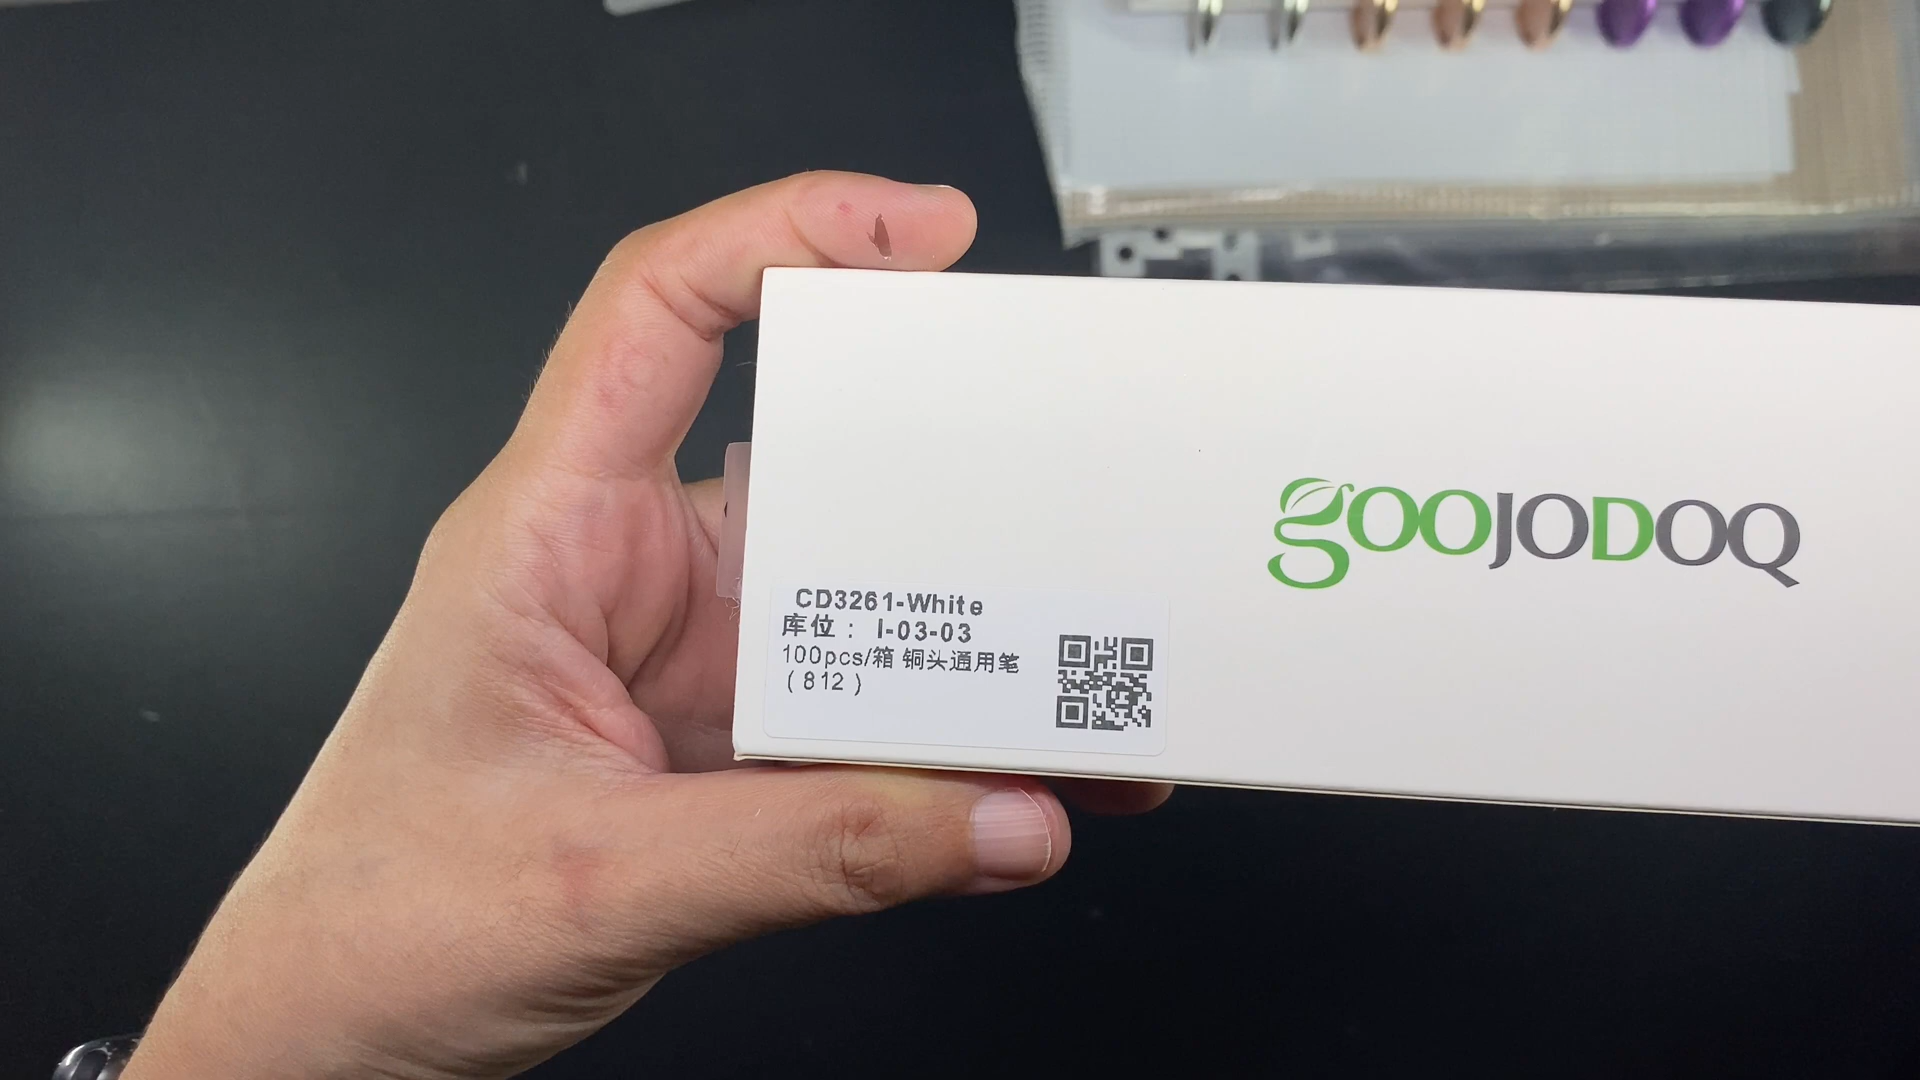 gOOJODOQ
CD3261-White
库位： I-03-03
100pcs/箱 铜头通用笔
( 812 )